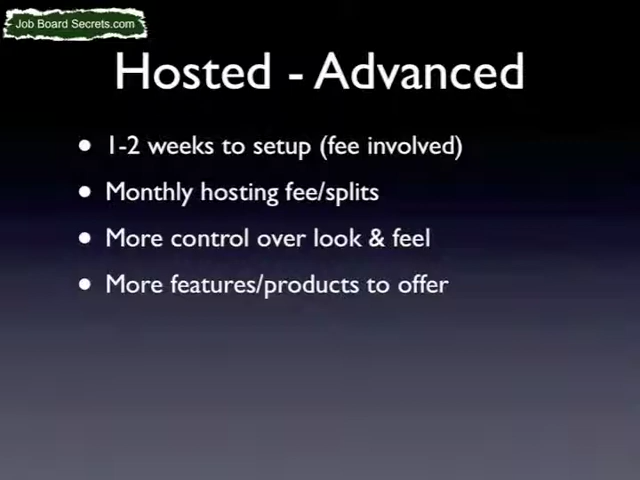 Job Board Secrets.com
Hosted - Advanced
• 1-2 weeks to setup (fee involved)
• Monthly hosting fee/splits
• More control over look & feel
• More features/products to offer